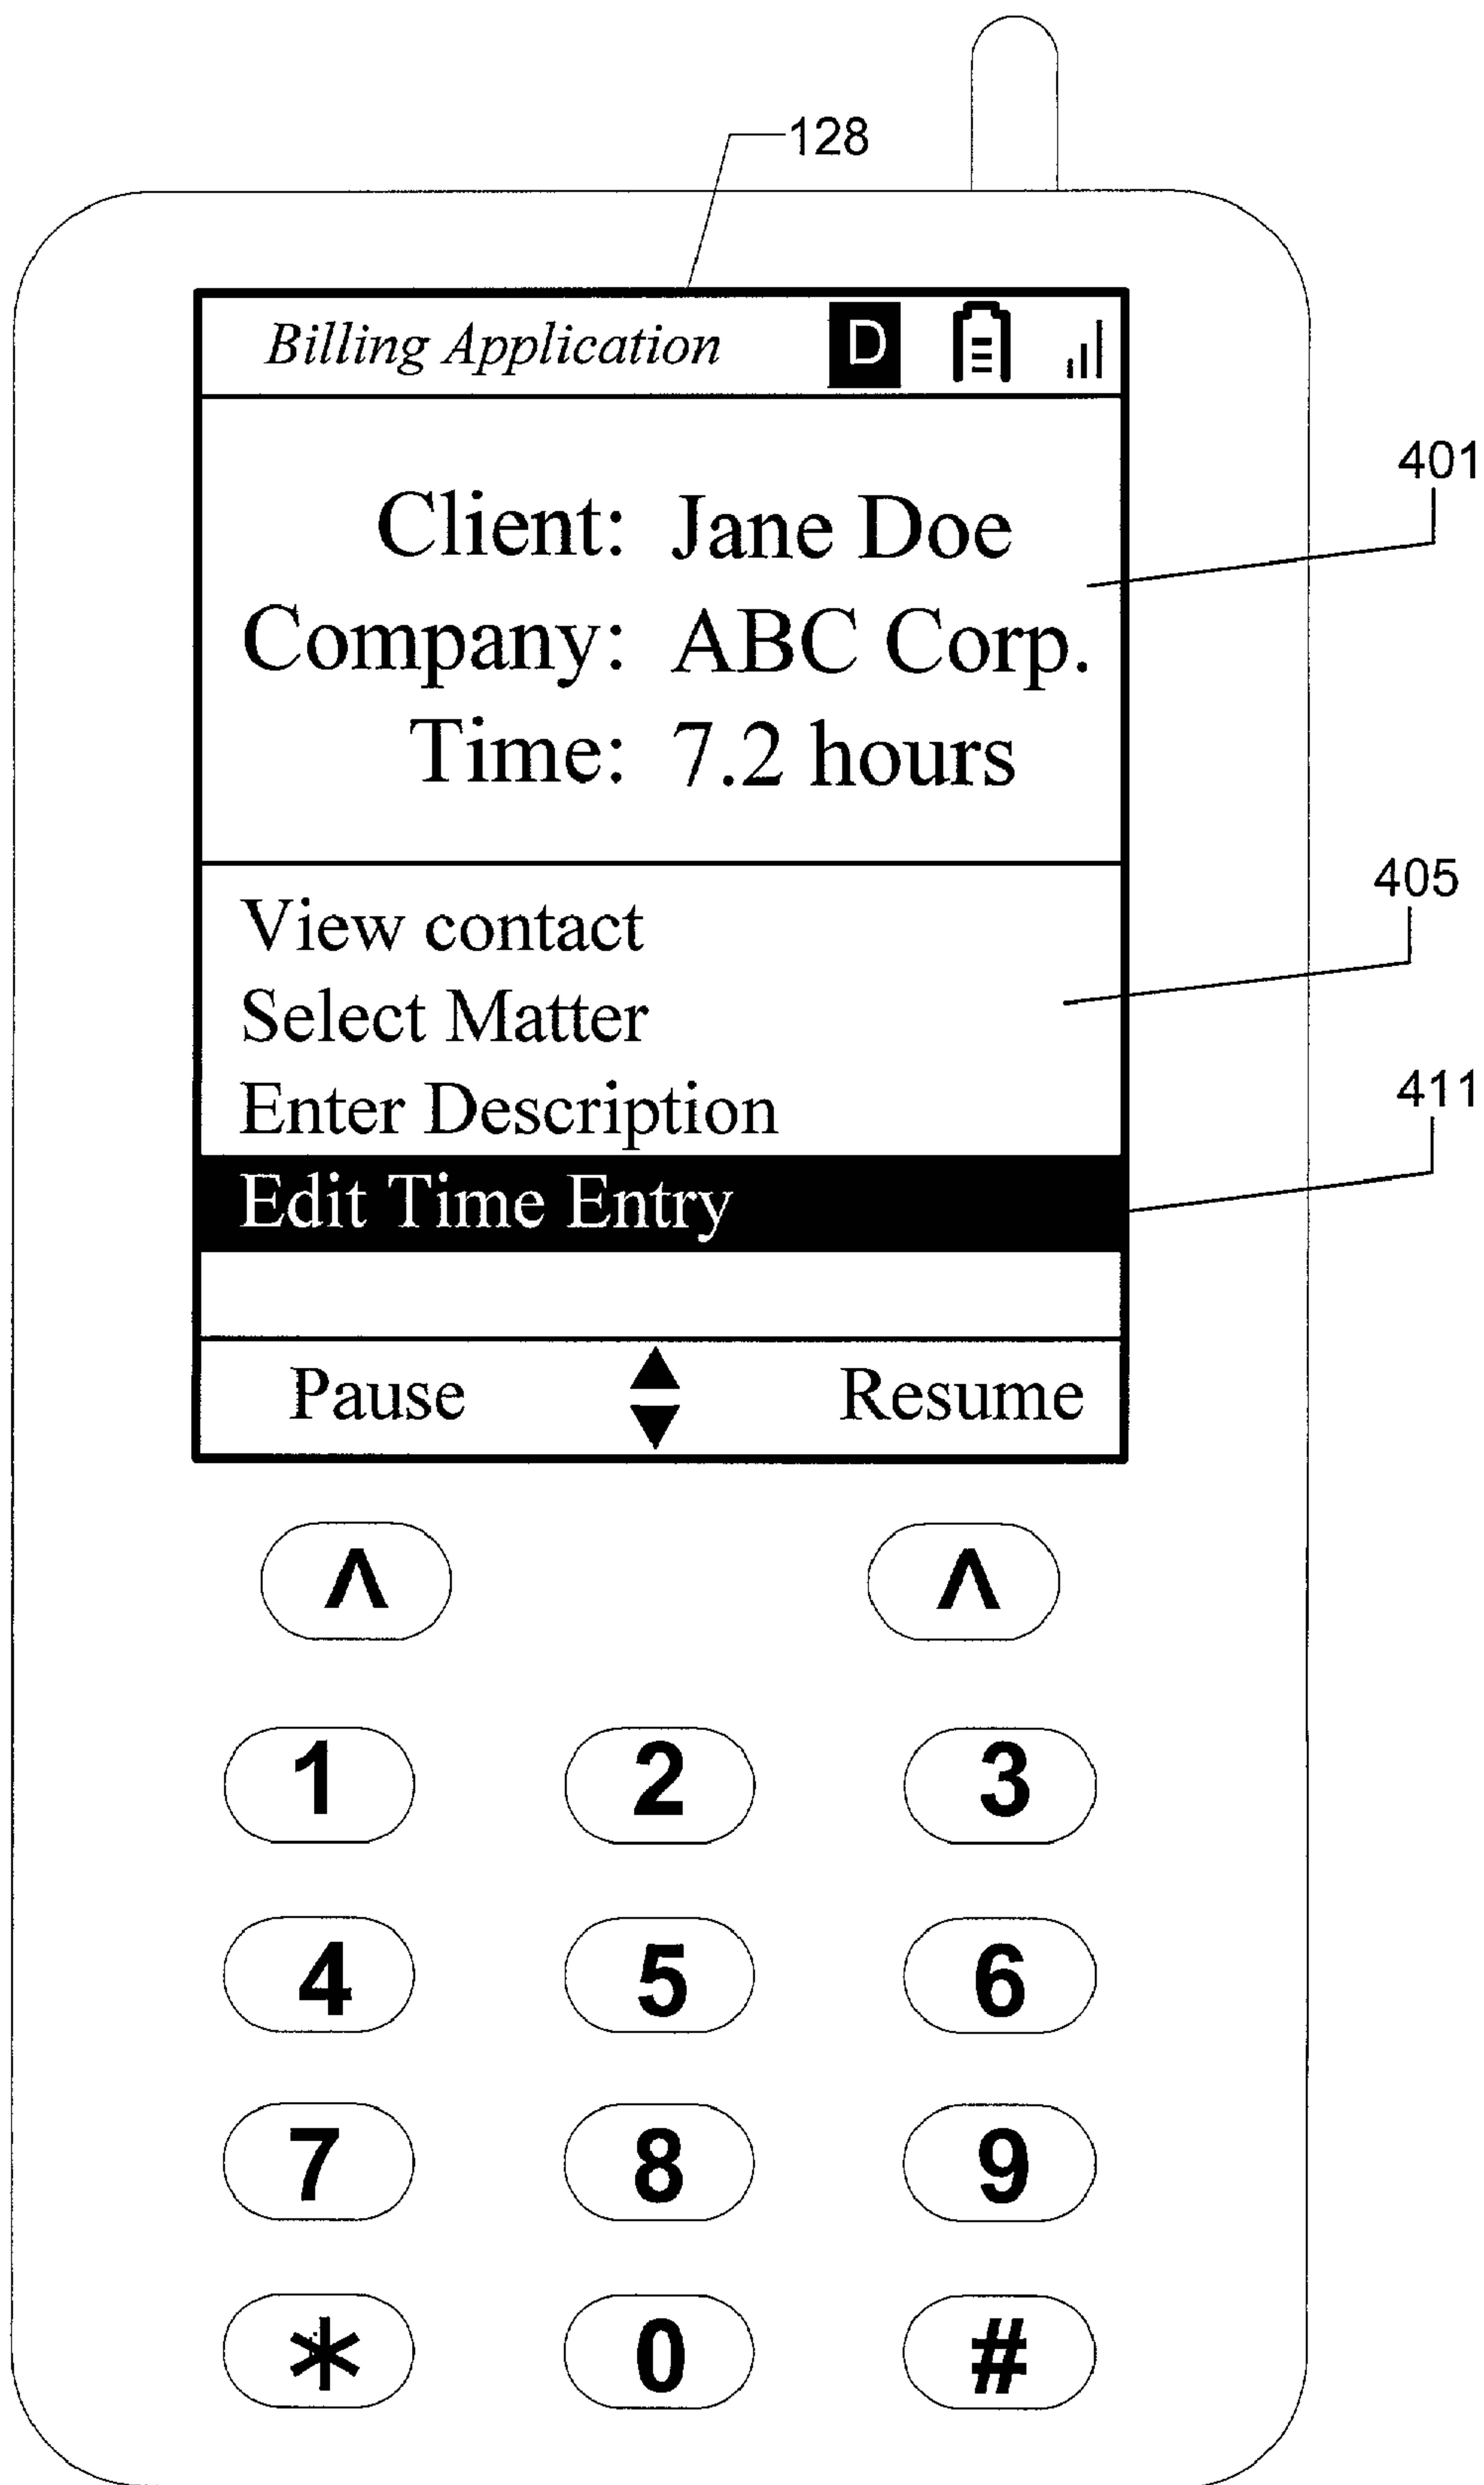 128
Billing Application D
401
Client: Jane Doe
Company: ABC Corp.
Time: 7.2 hours
405
View contact
Select Matter
Enter Description
411
Edit Time Entry
Pause Resume
Λ Λ
1 2 3
4 5 6
7 8 9
* 0 #